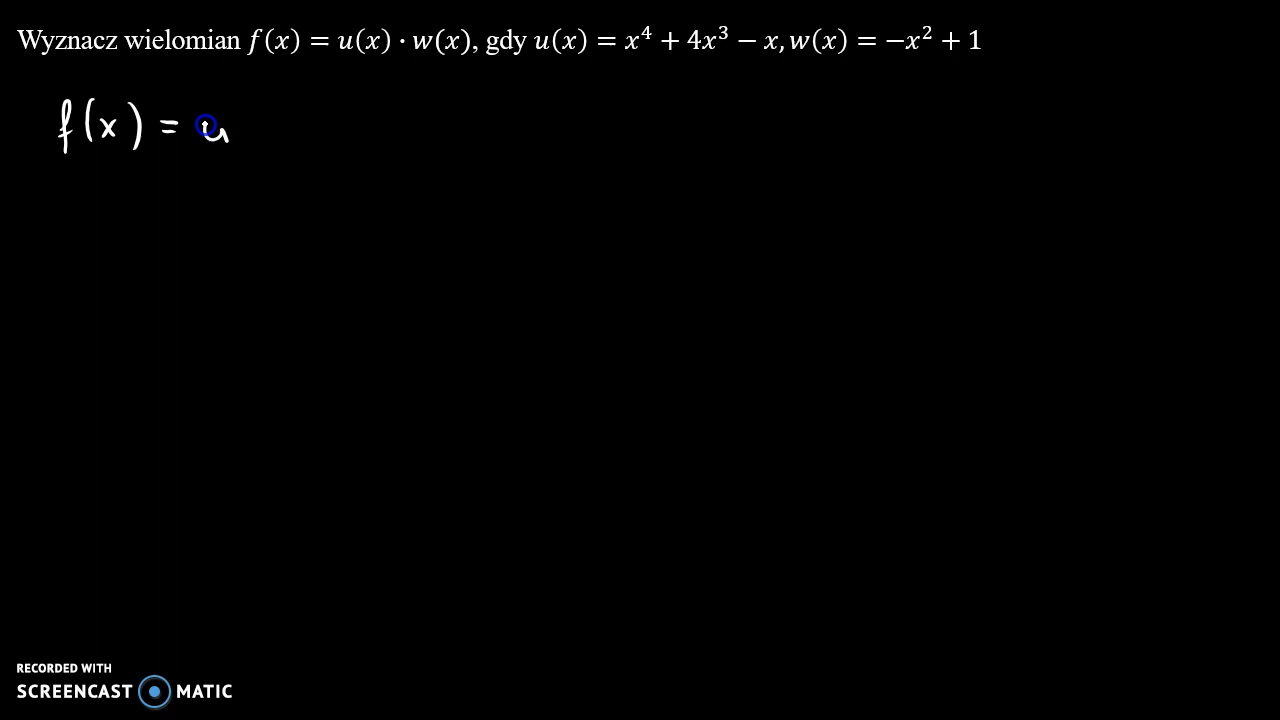 Wyznacz wielomian f(x) = u(x) · w(x), gdy u(x) = x⁴ + 4x³ − x, w(x) = −x² + 1
f(x) = u
RECORDED WITH
SCREENCAST MATIC